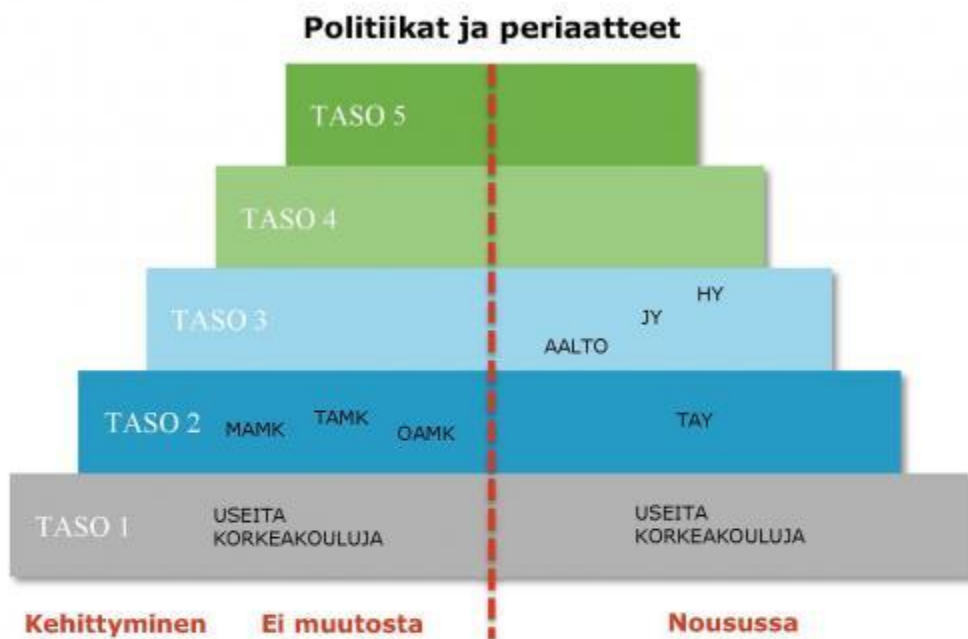 Politiikat ja periaatteet
TASO 5
TASO 4
TASO 3
HY
JY
AALTO
TASO 2
MAMK
TAMK
OAMK
TAY
TASO 1
USEITA
KORKEAKOULUJA
USEITA
KORKEAKOULUJA
Kehittyminen
Ei muutosta
Nousussa